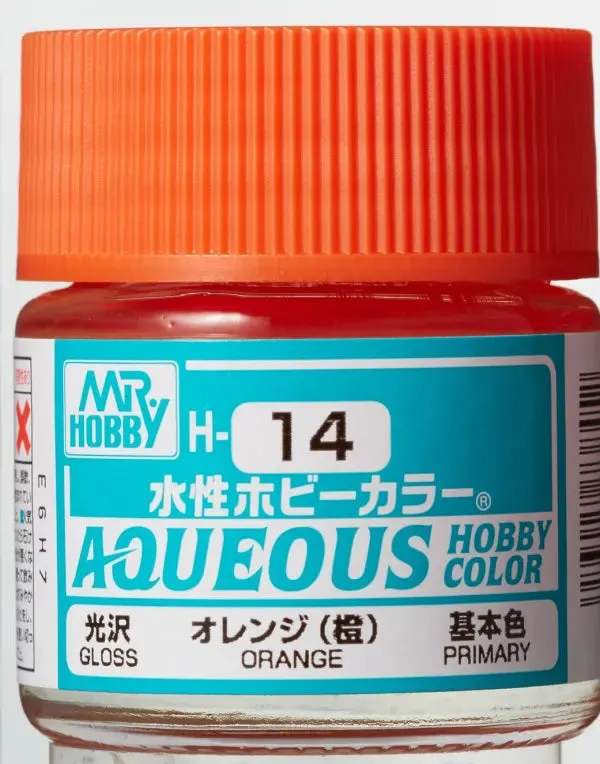 MR.
HOBBY
H-14
水性ホビーカラー®
AQUEOUS HOBBY
COLOR
光沢 オレンジ（橙） 基本色
GLOSS ORANGE PRIMARY
E6H7